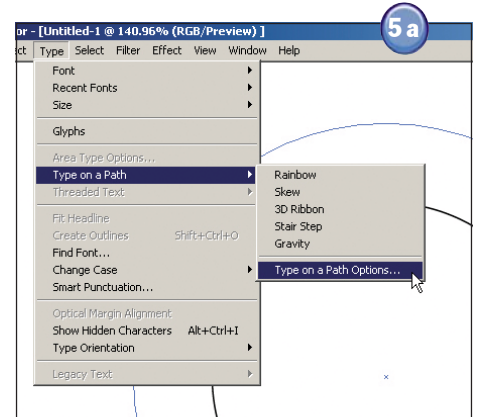 or - [Untitled-1 @ 140.96% (RGB/Preview) ]
5a
ct Type Select Filter Effect View Window Help
Font
Recent Fonts
Size
Glyphs
Area Type Options...
Type on a Path
Threaded Text
Fit Headline
Create Outlines Shift+Ctrl+O
Find Font...
Change Case
Smart Punctuation...
Optical Margin Alignment
Show Hidden Characters Alt+Ctrl+I
Type Orientation
Legacy Text
Rainbow
Skew
3D Ribbon
Stair Step
Gravity
Type on a Path Options...